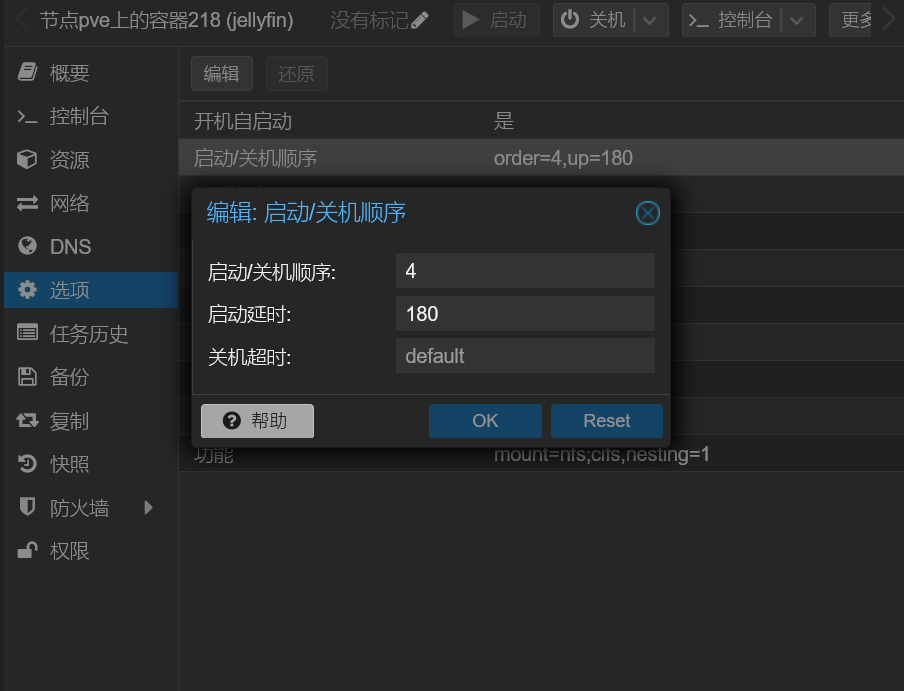 节点pve上的容器218 (jellyfin) 没有标记 启动 关机 控制台 更多
概要
控制台
资源
网络
DNS
选项
任务历史
备份
复制
快照
防火墙
权限
编辑 还原
开机自启动 是
启动/关机顺序 order=4,up=180
编辑: 启动/关机顺序
启动/关机顺序: 4
启动延时: 180
关机超时: default
帮助 OK Reset
功能 mount=nfs;cifs,nesting=1